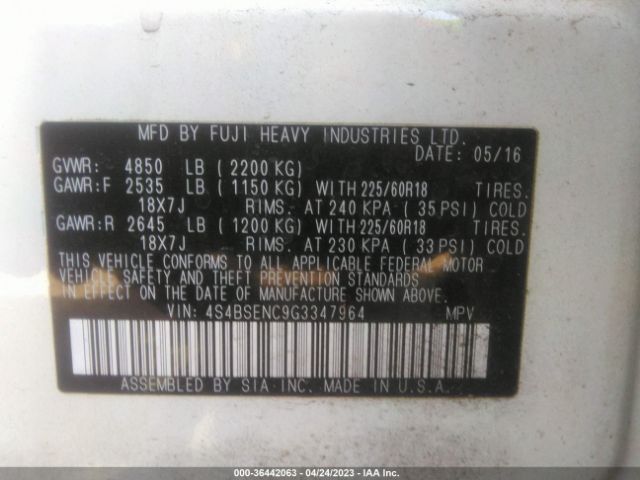 MFD BY FUJI HEAVY INDUSTRIES LTD.
DATE: 05/16
GVWR: 4850 LB ( 2200 KG)
GAWR:F 2535 LB ( 1150 KG) WITH 225/60R18 TIRES.
18X7J RIMS. AT 240 KPA ( 35 PSI) COLD
GAWR:R 2645 LB ( 1200 KG) WITH 225/60R18 TIRES.
18X7J RIMS. AT 230 KPA ( 33 PSI) COLD
THIS VEHICLE CONFORMS TO ALL APPLICABLE FEDERAL MOTOR
VEHICLE SAFETY AND THEFT PREVENTION STANDARDS IN
EFFECT ON THE DATE OF MANUFACTURE SHOWN ABOVE.
VIN: 4S4BSENC9G3347964 MPV
ASSEMBLED BY SIA INC. MADE IN U.S.A.
000-36442063 - 04/24/2023 - IAA Inc.